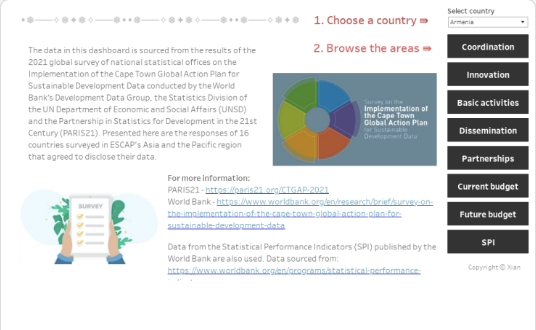 1. Choose a country ⇛
2. Browse the areas ⇛
Select country
Armenia
Coordination
Innovation
Basic activities
Dissemination
Partnerships
Current budget
Future budget
SPI
Copyright © Xian
The data in this dashboard is sourced from the results of the
2021 global survey of national statistical offices on the
Implementation of the Cape Town Global Action Plan for
Sustainable Development Data conducted by the World
Bank's Development Data Group, the Statistics Division of
the UN Department of Economic and Social Affairs (UNSD)
and the Partnership in Statistics for Development in the 21st
Century (PARIS21). Presented here are the responses of 16
countries surveyed in ESCAP's Asia and the Pacific region
that agreed to disclose their data.
Survey on the
Implementation of
the Cape Town
Global Action Plan
for Sustainable
Development Data
SURVEY
For more information:
PARIS21 - https://paris21.org/CTGAP-2021
World Bank - https://www.worldbank.org/en/research/brief/survey-on-
the-implementation-of-the-cape-town-global-action-plan-for-
sustainable-development-data
Data from the Statistical Performance Indicators (SPI) published by the
World Bank are also used. Data sourced from:
https://www.worldbank.org/en/programs/statistical-performance-